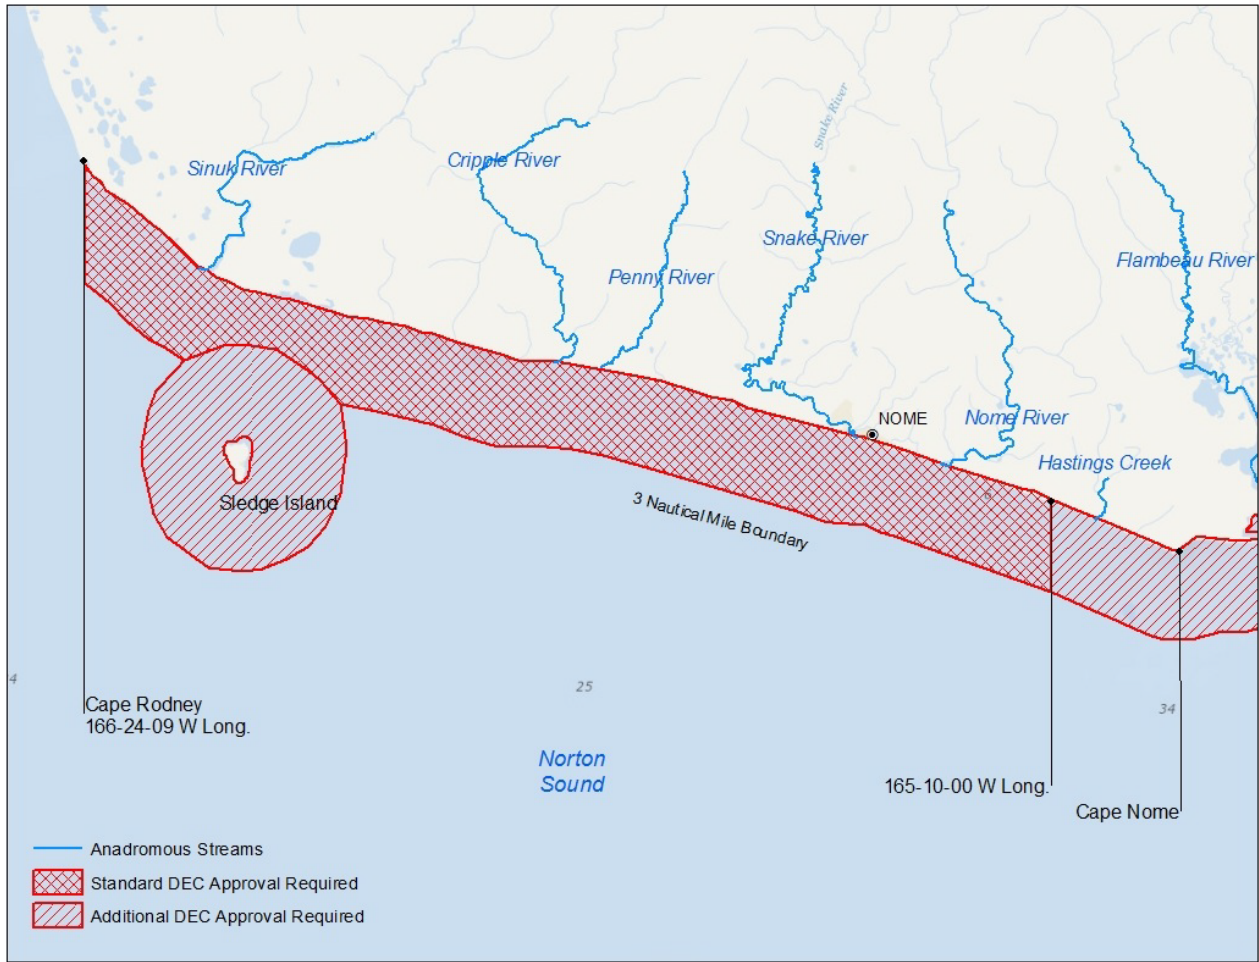 Snake River
Sinuk River
Cripple River
Snake River
Penny River
Flambeau River
NOME
Nome River
Hastings Creek
6
Sledge Island
3 Nautical Mile Boundary
4
25
34
Cape Rodney
166-24-09 W Long.
Norton
Sound
165-10-00 W Long.
Cape Nome
Anadromous Streams
Standard DEC Approval Required
Additional DEC Approval Required